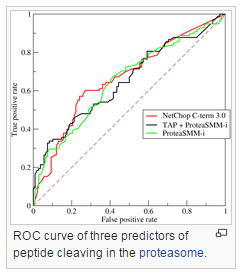 1
0.8
0.6
0.4
0.2
0
True positive rate
NetChop C-term 3.0
TAP + ProteaSMM-i
ProteaSMM-i
0 0.2 0.4 0.6 0.8 1
False positive rate
ROC curve of three predictors of
peptide cleaving in the proteasome.